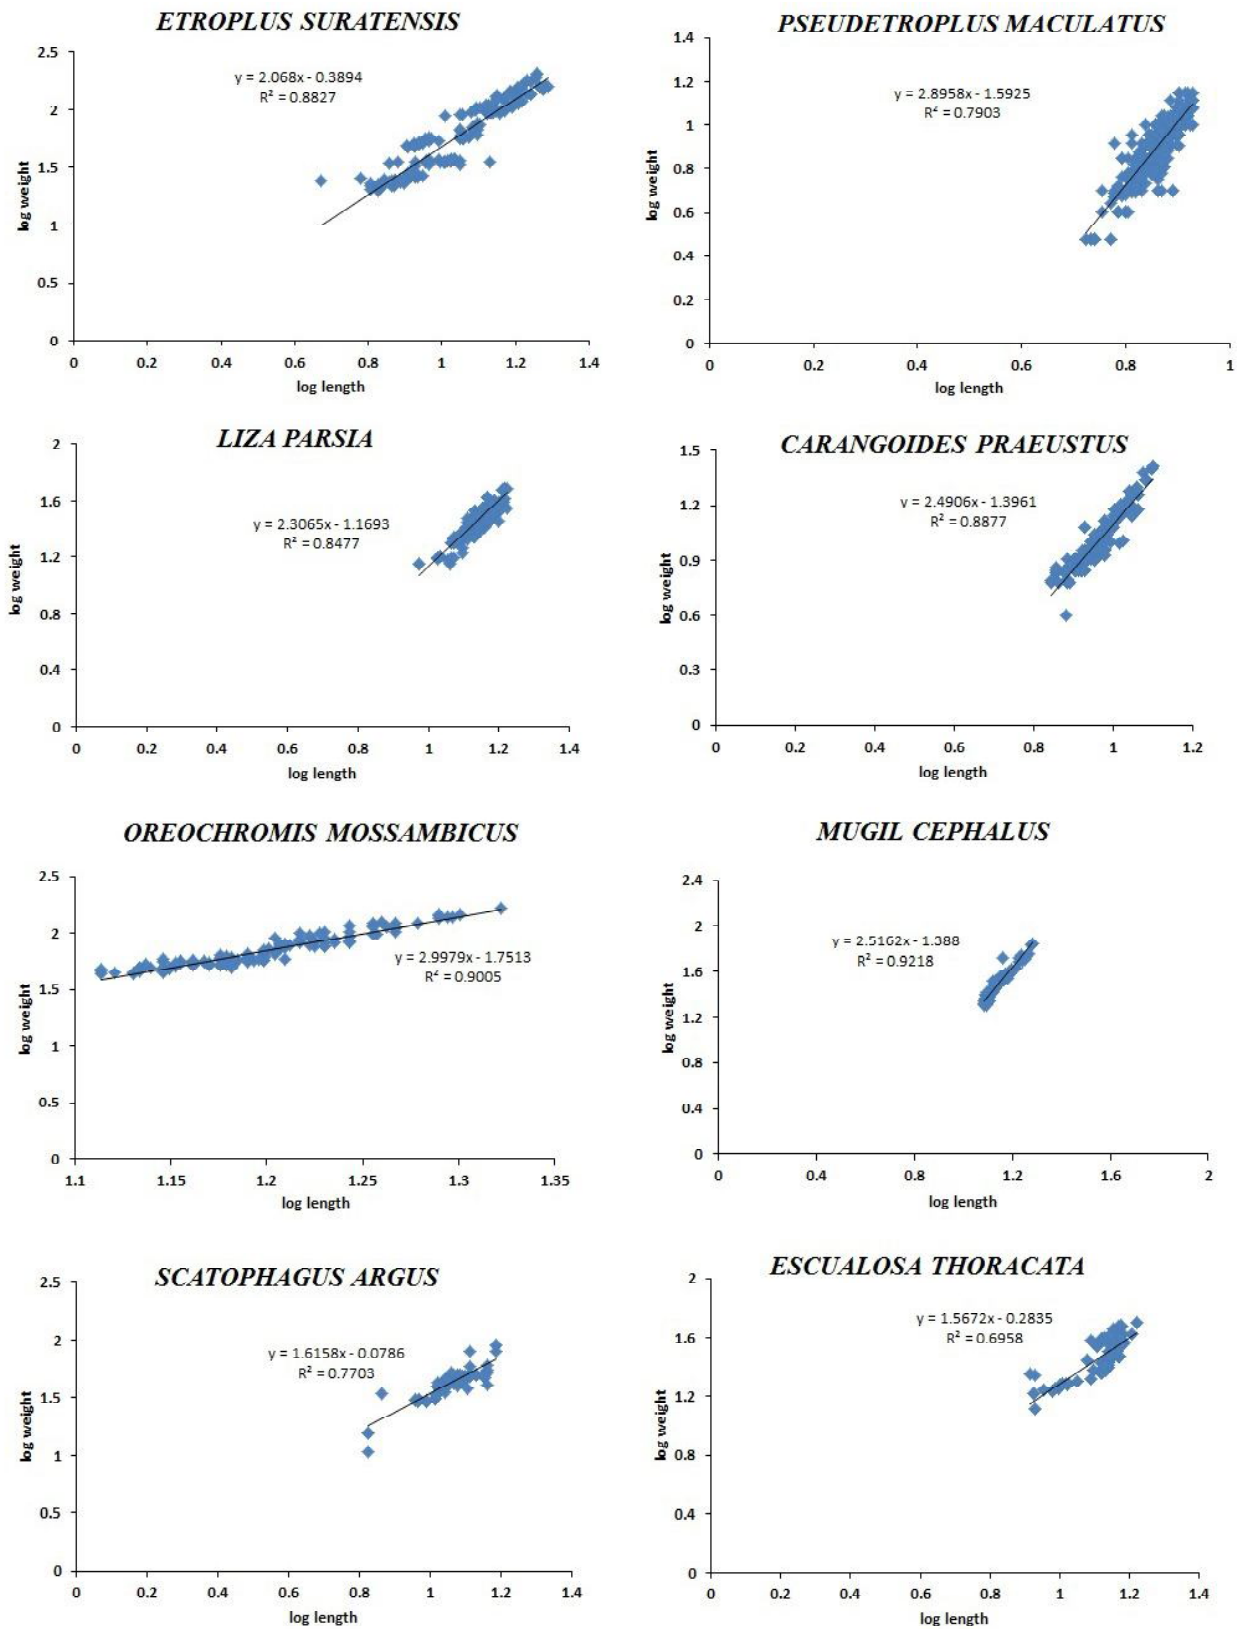 ETROPLUS SURATENSIS
y = 2.068x - 0.3894
R² = 0.8827
2.5
2
1.5
1
0.5
0
log weight
0 0.2 0.4 0.6 0.8 1 1.2 1.4
log length
PSEUDETROPLUS MACULATUS
y = 2.8958x - 1.5925
R² = 0.7903
1.4
1.2
1
0.8
0.6
0.4
0.2
0
log weight
0 0.2 0.4 0.6 0.8 1
log length
LIZA PARSIA
y = 2.3065x - 1.1693
R² = 0.8477
2
1.6
1.2
0.8
0.4
0
log weight
0 0.2 0.4 0.6 0.8 1 1.2 1.4
log length
CARANGOIDES PRAEUSTUS
y = 2.4906x - 1.3961
R² = 0.8877
1.5
1.2
0.9
0.6
0.3
0
log weight
0 0.2 0.4 0.6 0.8 1 1.2
log length
OREOCHROMIS MOSSAMBICUS
2.5
2
1.5
1
0.5
0
log weight
y = 2.9979x - 1.7513
R² = 0.9005
1.1 1.15 1.2 1.25 1.3 1.35
log length
MUGIL CEPHALUS
2.4
2
1.6
1.2
0.8
0.4
0
log weight
y = 2.5162x - 1.388
R² = 0.9218
0 0.4 0.8 1.2 1.6 2
log length
SCATOPHAGUS ARGUS
2.5
2
1.5
1
0.5
0
log weight
y = 1.6158x - 0.0786
R² = 0.7703
0 0.2 0.4 0.6 0.8 1 1.2 1.4
log length
ESCUALOSA THORACATA
2
1.6
1.2
0.8
0.4
0
log weight
y = 1.5672x - 0.2835
R² = 0.6958
0 0.2 0.4 0.6 0.8 1 1.2 1.4
log length